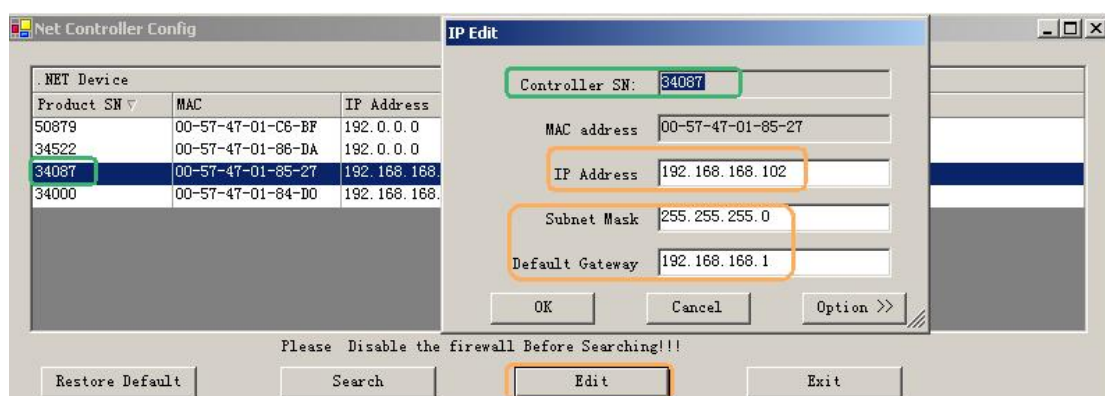 Net Controller Config
IP Edit
.NET Device
Product SN MAC IP Address
50879 00-57-47-01-C6-BF 192.0.0.0
34522 00-57-47-01-86-DA 192.0.0.0
34087 00-57-47-01-85-27 192.168.168.
34000 00-57-47-01-84-D0 192.168.168.
Controller SN: 34087
MAC address 00-57-47-01-85-27
IP Address 192.168.168.102
Subnet Mask 255.255.255.0
Default Gateway 192.168.168.1
OK Cancel Option >>
Please Disable the firewall Before Searching!!!
Restore Default Search Edit Exit